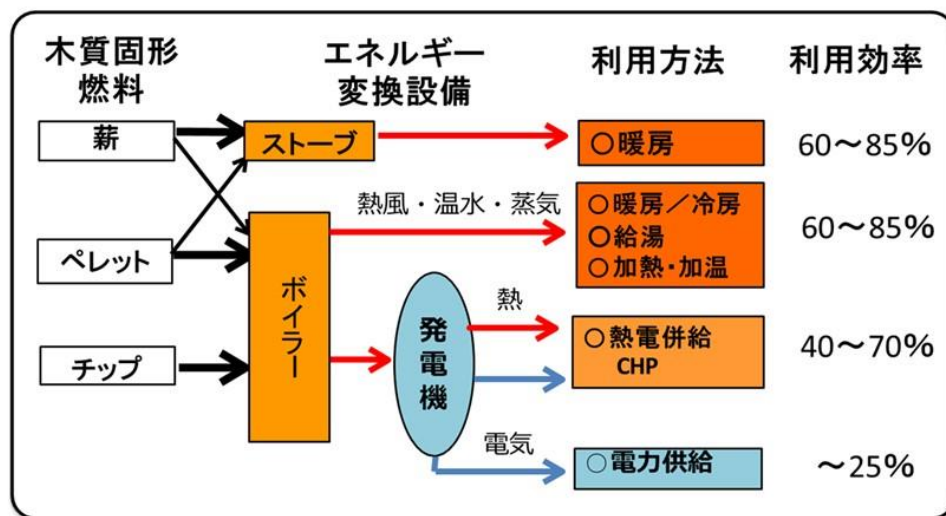 木質固形
燃料
エネルギー
変換設備
利用方法
利用効率
薪
ストーブ
○暖房
60～85%
熱風・温水・蒸気
ペレット
ボイラー
○暖房／冷房
○給湯
○加熱・加温
60～85%
チップ
発電機
熱
○熱電併給
CHP
40～70%
電気
○電力供給
～25%